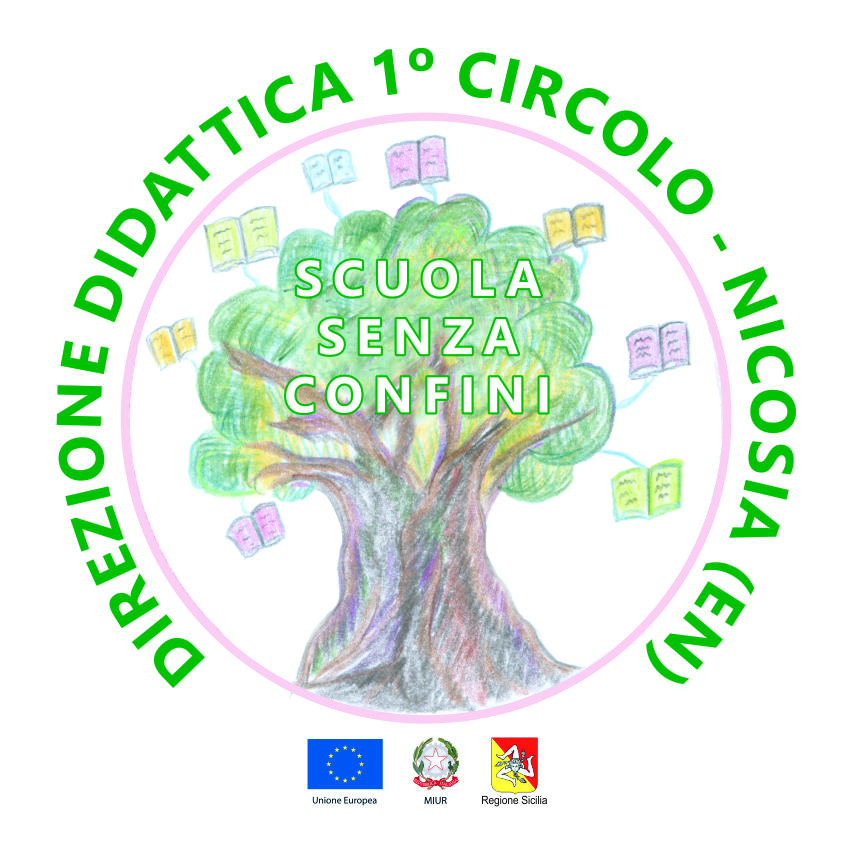 DIREZIONE DIDATTICA 1° CIRCOLO - NICOSIA (EN)
SCUOLA
SENZA
CONFINI
Unione Europea
MIUR
Regione Sicilia